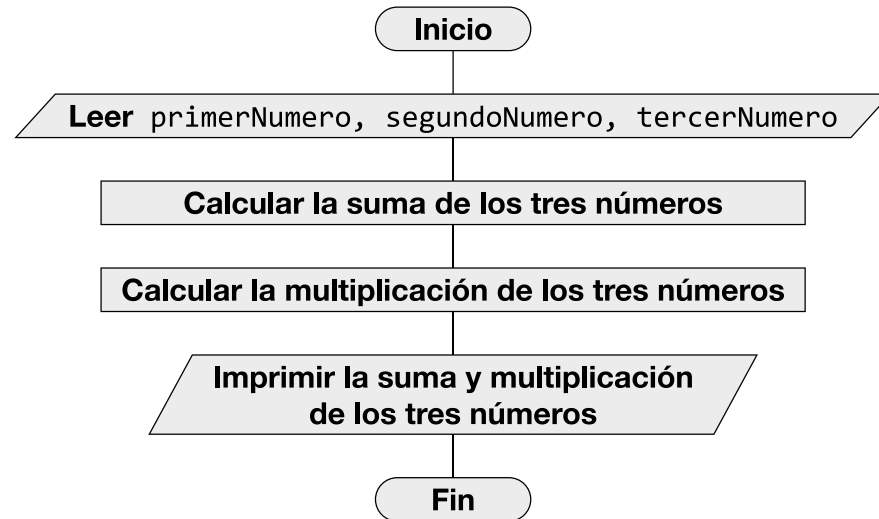 Inicio
Leer primerNumero, segundoNumero, tercerNumero
Calcular la suma de los tres números
Calcular la multiplicación de los tres números
Imprimir la suma y multiplicación
de los tres números
Fin